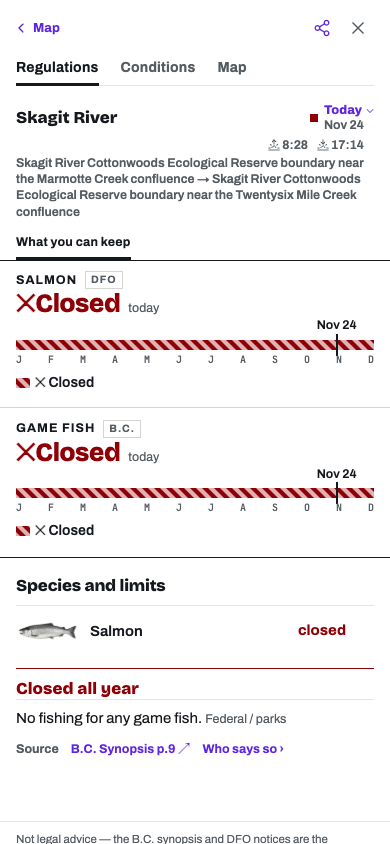 Map
Regulations Conditions Map
Skagit River
Today
Nov 24
8:28 17:14
Skagit River Cottonwoods Ecological Reserve boundary near
the Marmotte Creek confluence → Skagit River Cottonwoods
Ecological Reserve boundary near the Twentysix Mile Creek
confluence
What you can keep
SALMON DFO
Closed today
Nov 24
J F M A M J J A S O N D
Closed
GAME FISH B.C.
Closed today
Nov 24
J F M A M J J A S O N D
Closed
Species and limits
Salmon closed
Closed all year
No fishing for any game fish. Federal / parks
Source B.C. Synopsis p.9 ↗ Who says so ›
Not legal advice — the B.C. synopsis and DFO notices are the